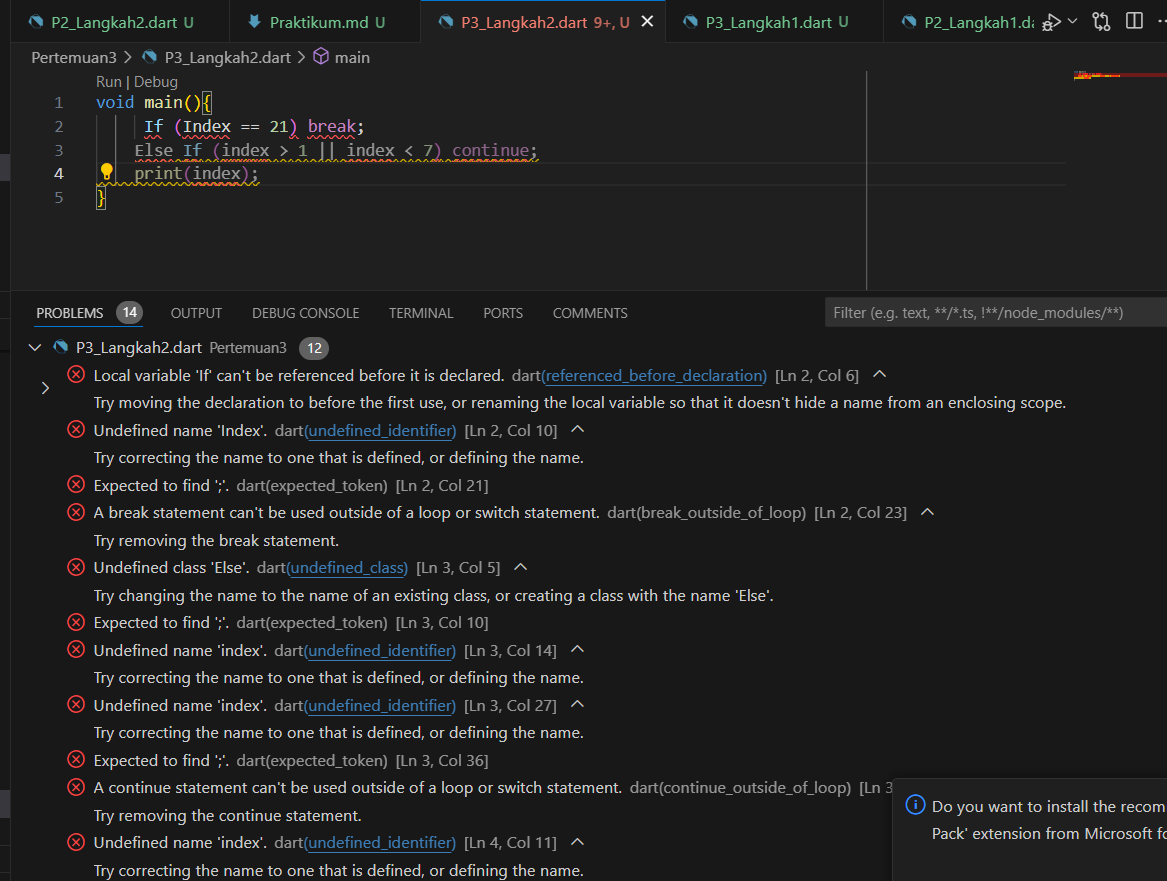 P2_Langkah2.dart U
Praktikum.md U
P3_Langkah2.dart 9+, U
P3_Langkah1.dart U
P2_Langkah1.da
Pertemuan3 > P3_Langkah2.dart > main
Run | Debug
1 void main(){
2 If (Index == 21) break;
3 Else If (index > 1 || index < 7) continue;
4 print(index);
5 }
PROBLEMS 14 OUTPUT DEBUG CONSOLE TERMINAL PORTS COMMENTS
Filter (e.g. text, **/*.ts, !**/node_modules/**)
P3_Langkah2.dart Pertemuan3 12
Local variable 'If' can't be referenced before it is declared. dart(referenced_before_declaration) [Ln 2, Col 6]
Try moving the declaration to before the first use, or renaming the local variable so that it doesn't hide a name from an enclosing scope.
Undefined name 'Index'. dart(undefined_identifier) [Ln 2, Col 10]
Try correcting the name to one that is defined, or defining the name.
Expected to find ';'. dart(expected_token) [Ln 2, Col 21]
A break statement can't be used outside of a loop or switch statement. dart(break_outside_of_loop) [Ln 2, Col 23]
Try removing the break statement.
Undefined class 'Else'. dart(undefined_class) [Ln 3, Col 5]
Try changing the name to the name of an existing class, or creating a class with the name 'Else'.
Expected to find ';'. dart(expected_token) [Ln 3, Col 10]
Undefined name 'index'. dart(undefined_identifier) [Ln 3, Col 14]
Try correcting the name to one that is defined, or defining the name.
Undefined name 'index'. dart(undefined_identifier) [Ln 3, Col 27]
Try correcting the name to one that is defined, or defining the name.
Expected to find ';'. dart(expected_token) [Ln 3, Col 36]
A continue statement can't be used outside of a loop or switch statement. dart(continue_outside_of_loop) [Ln 3
Try removing the continue statement.
Undefined name 'index'. dart(undefined_identifier) [Ln 4, Col 11]
Try correcting the name to one that is defined, or defining the name.
Do you want to install the recom
Pack' extension from Microsoft fo